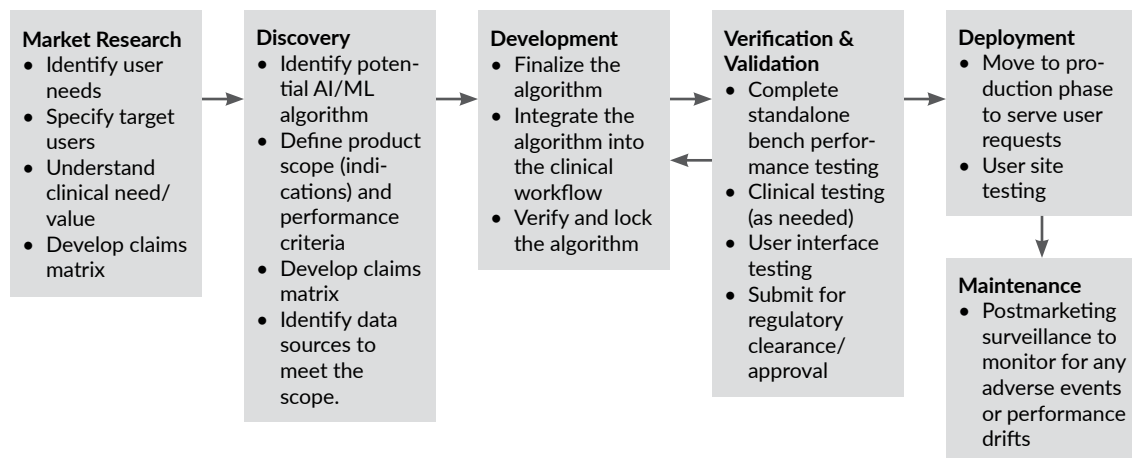 Market Research
• Identify user
needs
• Specify target
users
• Understand
clinical need/
value
• Develop claims
matrix
Discovery
• Identify poten-
tial AI/ML
algorithm
• Define product
scope (indi-
cations) and
performance
criteria
• Develop claims
matrix
• Identify data
sources to
meet the
scope.
Development
• Finalize the
algorithm
• Integrate the
algorithm into
the clinical
workflow
• Verify and lock
the algorithm
Verification &
Validation
• Complete
standalone
bench perfor-
mance testing
• Clinical testing
(as needed)
• User interface
testing
• Submit for
regulatory
clearance/
approval
Deployment
• Move to pro-
duction phase
to serve user
requests
• User site
testing
Maintenance
• Postmarketing
surveillance to
monitor for any
adverse events
or performance
drifts